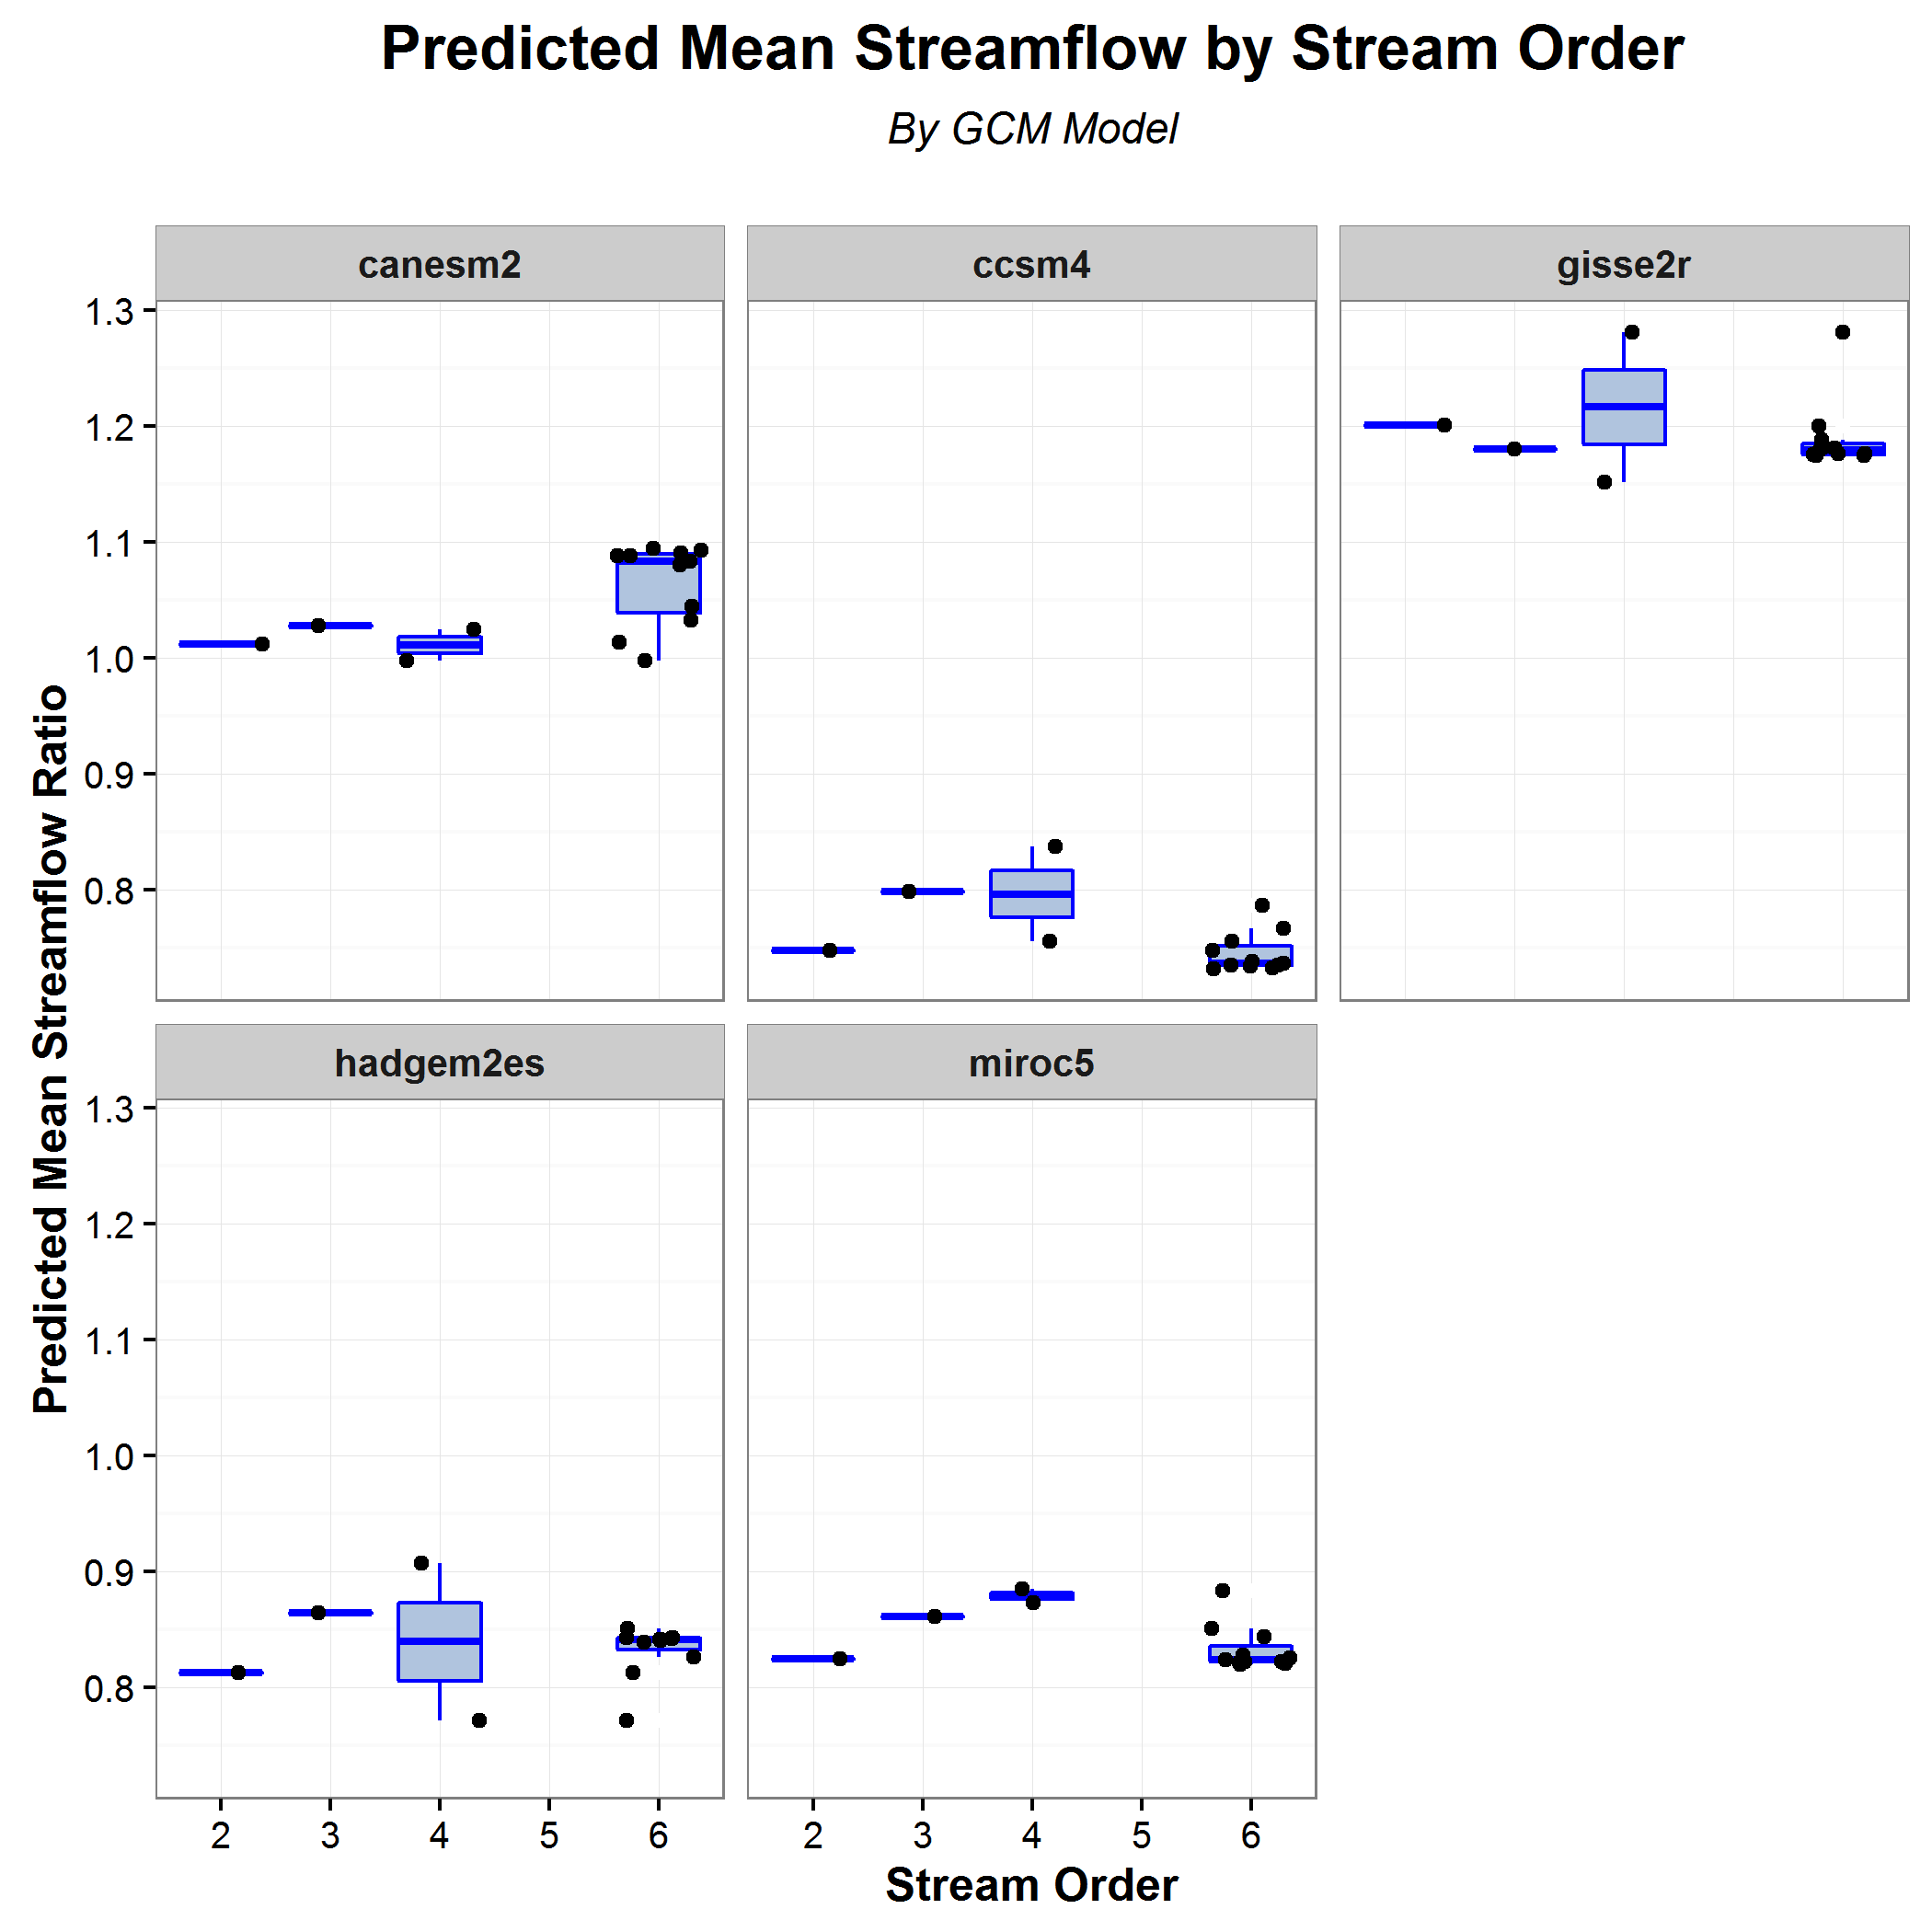 Predicted Mean Streamflow by Stream Order
By GCM Model
canesm2
ccsm4
gisse2r
1.3
1.2
1.1
1.0
0.9
0.8
Predicted Mean Streamflow Ratio
hadgem2es
miroc5
1.3
1.2
1.1
1.0
0.9
0.8
2 3 4 5 6
2 3 4 5 6
Stream Order